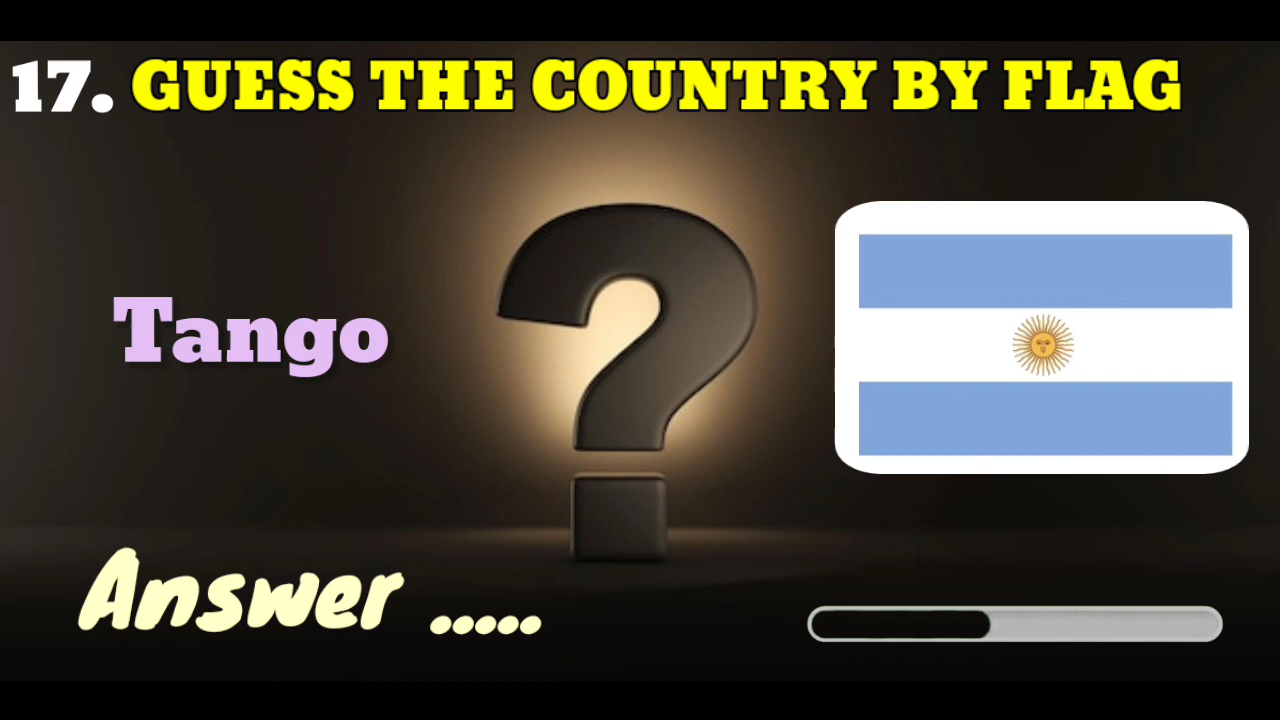 17. GUESS THE COUNTRY BY FLAG
Tango
Answer .....